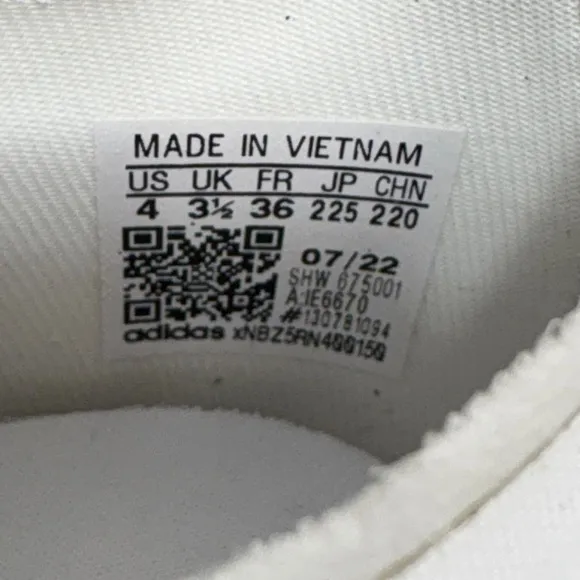 MADE IN VIETNAM
US UK FR JP CHN
4 3½ 36 225 220
07/22
SHW 675001
A:IE6670
#130781094
adidas xNBZ5RN4QQ15Q